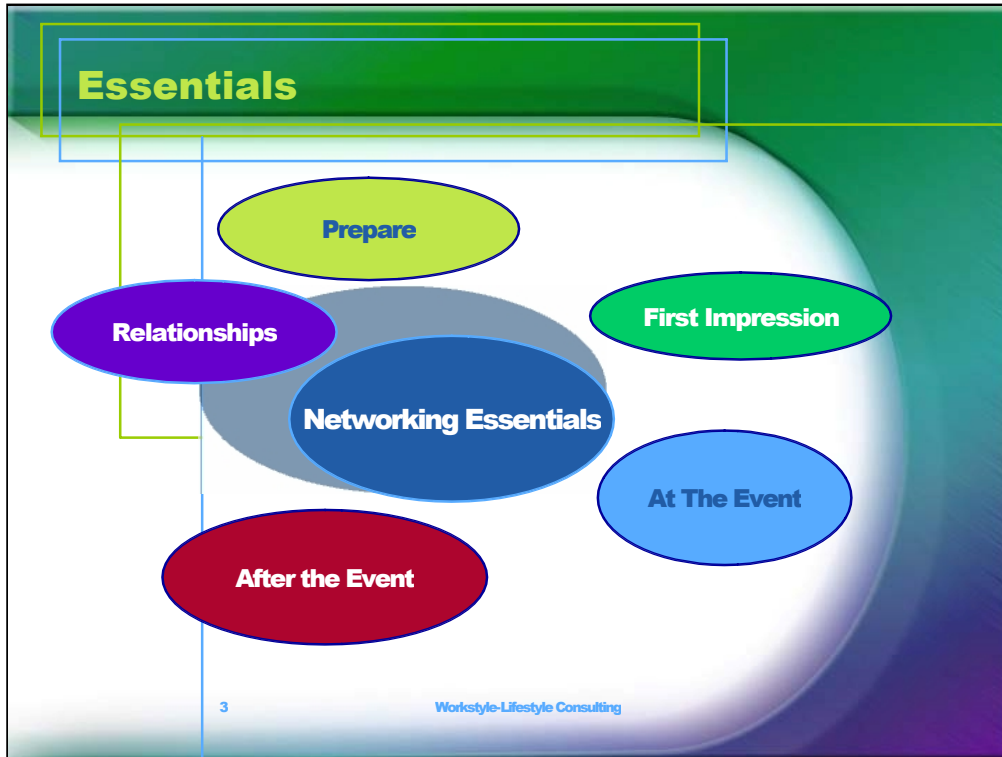 Essentials
Prepare
Relationships
First Impression
Networking Essentials
At The Event
After the Event
3
Workstyle-Lifestyle Consulting